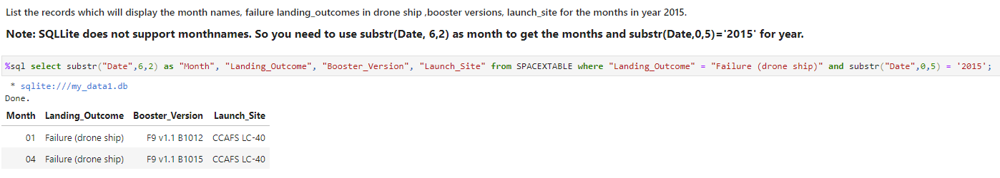 List the records which will display the month names, failure landing_outcomes in drone ship ,booster versions, launch_site for the months in year 2015.
Note: SQLLite does not support monthnames. So you need to use substr(Date, 6,2) as month to get the months and substr(Date,0,5)='2015' for year.
%sql select substr("Date",6,2) as "Month", "Landing_Outcome", "Booster_Version", "Launch_Site" from SPACEXTABLE where "Landing_Outcome" = "Failure (drone ship)" and substr("Date",0,5) = '2015';
* sqlite:///my_data1.db
Done.
Month Landing_Outcome Booster_Version Launch_Site
01 Failure (drone ship) F9 v1.1 B1012 CCAFS LC-40
04 Failure (drone ship) F9 v1.1 B1015 CCAFS LC-40